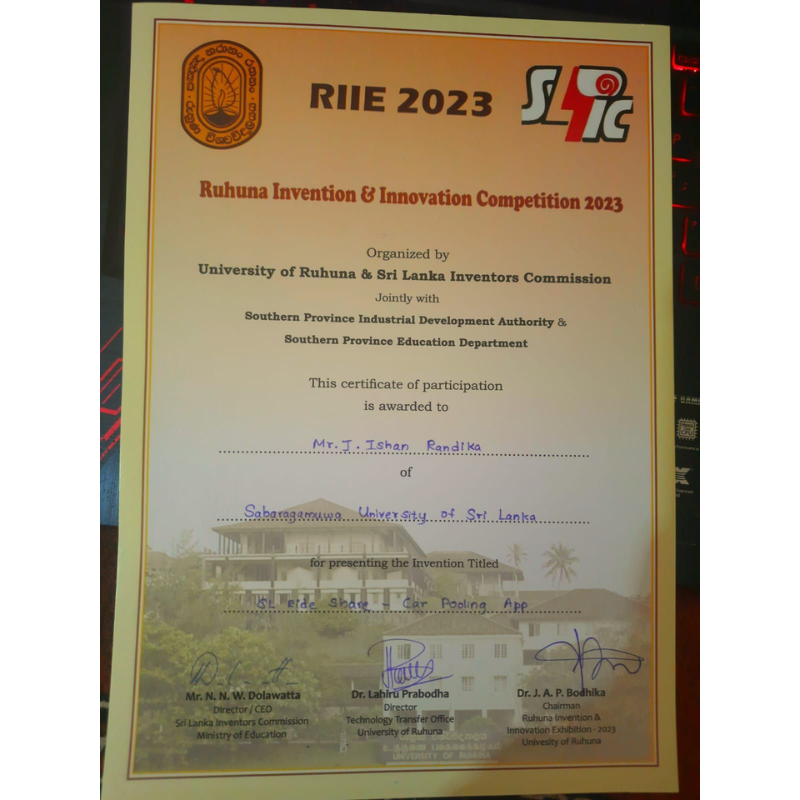 RIIE 2023
SLIC
Ruhuna Invention & Innovation Competition 2023
Organized by
University of Ruhuna & Sri Lanka Inventors Commission
Jointly with
Southern Province Industrial Development Authority &
Southern Province Education Department
This certificate of participation
is awarded to
Mr. J. Ishan Randika
of
Sabaragamuwa University of Sri Lanka
for presenting the Invention Titled
SL Ride Share - Car Pooling App
Mr. N. N. W. Dolawatta
Director / CEO
Sri Lanka Inventors Commission
Ministry of Education
Dr. Lahiru Prabodha
Director
Technology Transfer Office
University of Ruhuna
Dr. J. A. P. Bodhika
Chairman
Ruhuna Invention &
Innovation Exhibition - 2023
Univesity of Ruhuna
UNIVERSITY OF RUHUNA